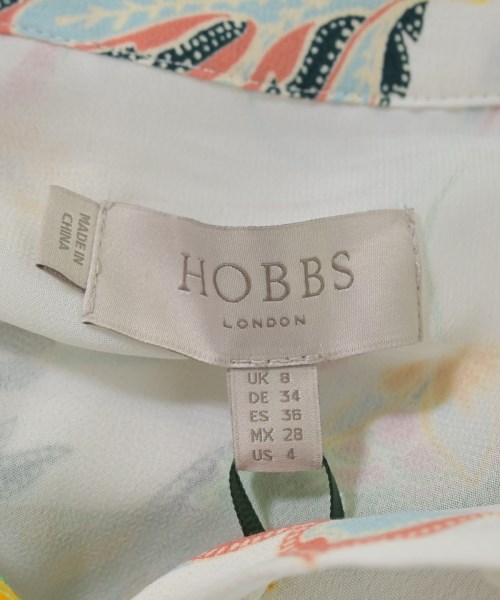 MADE IN
CHINA
HOBBS
LONDON
UK 8
DE 34
ES 36
MX 28
US 4